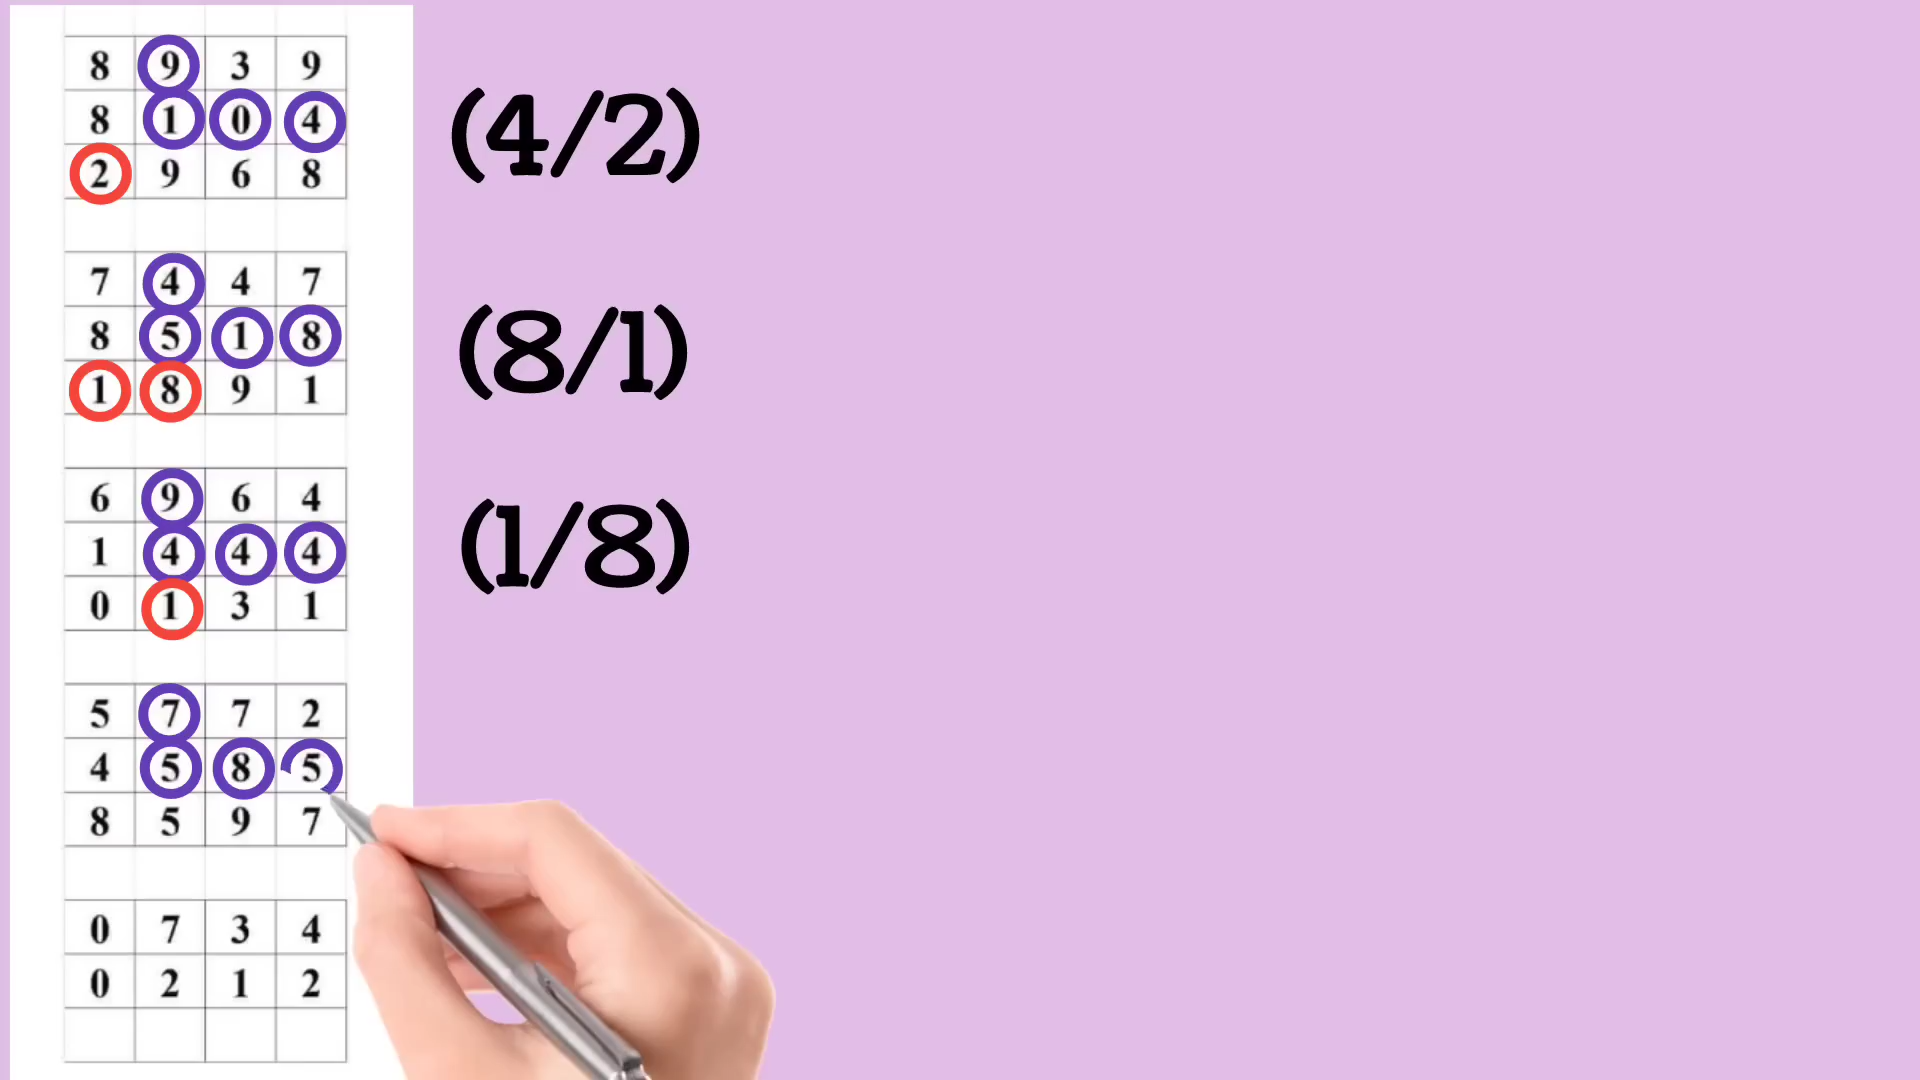 8 9 3 9
8 1 0 4
2 9 6 8
(4/2)
7 4 4 7
8 5 1 8
1 8 9 1
(8/1)
6 9 6 4
1 4 4 4
0 1 3 1
(1/8)
5 7 7 2
4 5 8 5
8 5 9 7
0 7 3 4
0 2 1 2